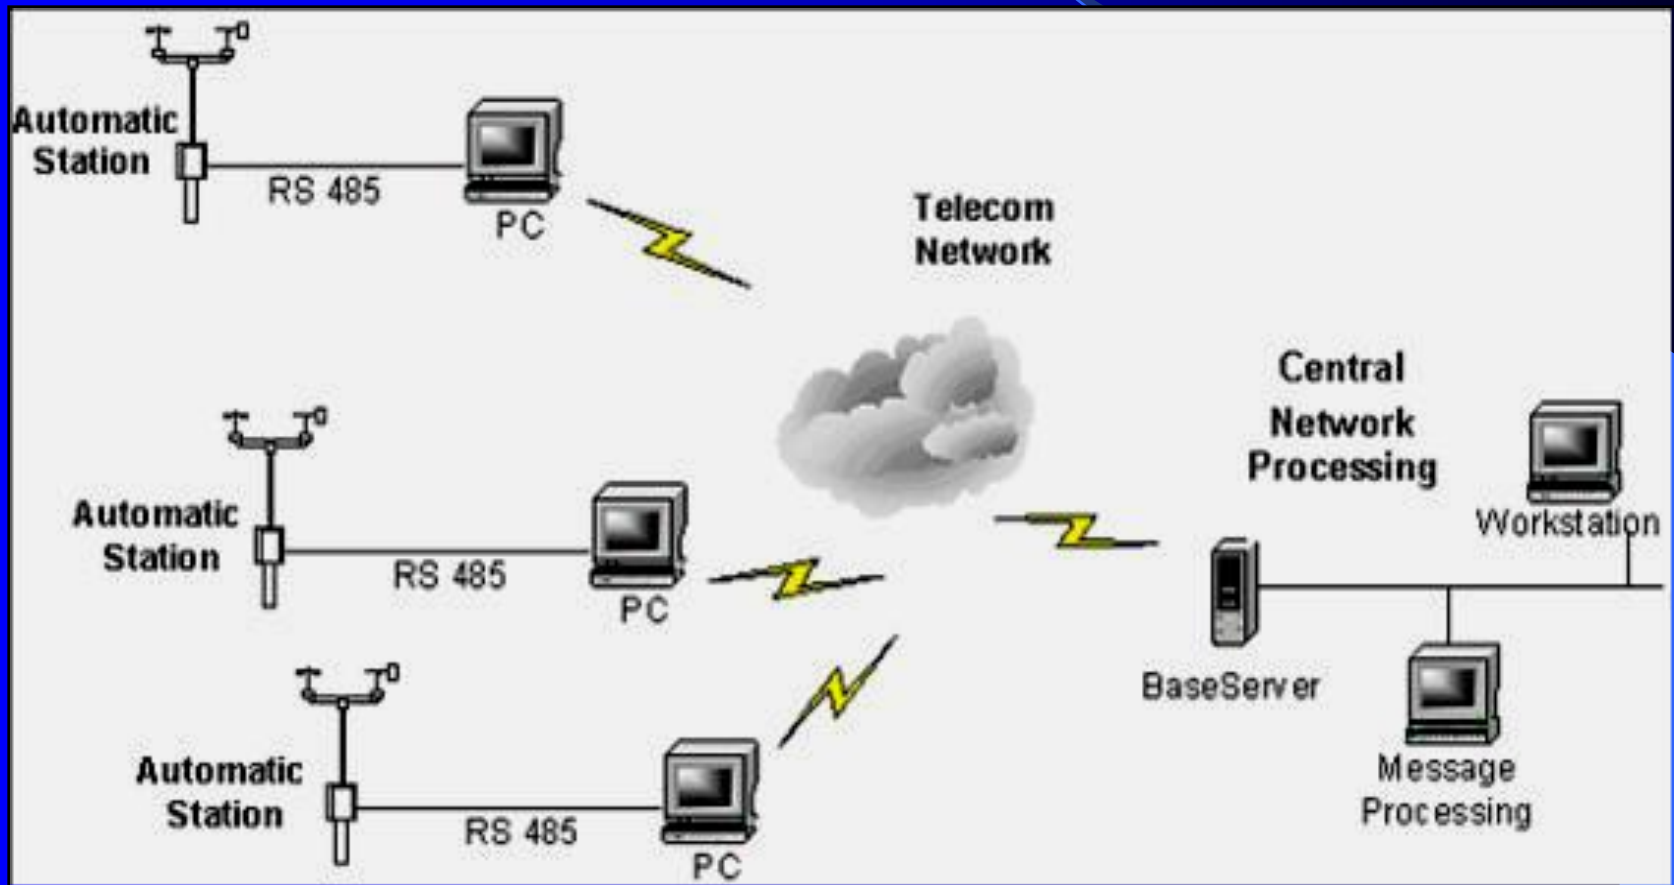 Automatic
Station
RS 485
PC
Telecom
Network
Central
Network
Processing
Workstation
Automatic
Station
RS 485
PC
BaseServer
Message
Processing
Automatic
Station
RS 485
PC